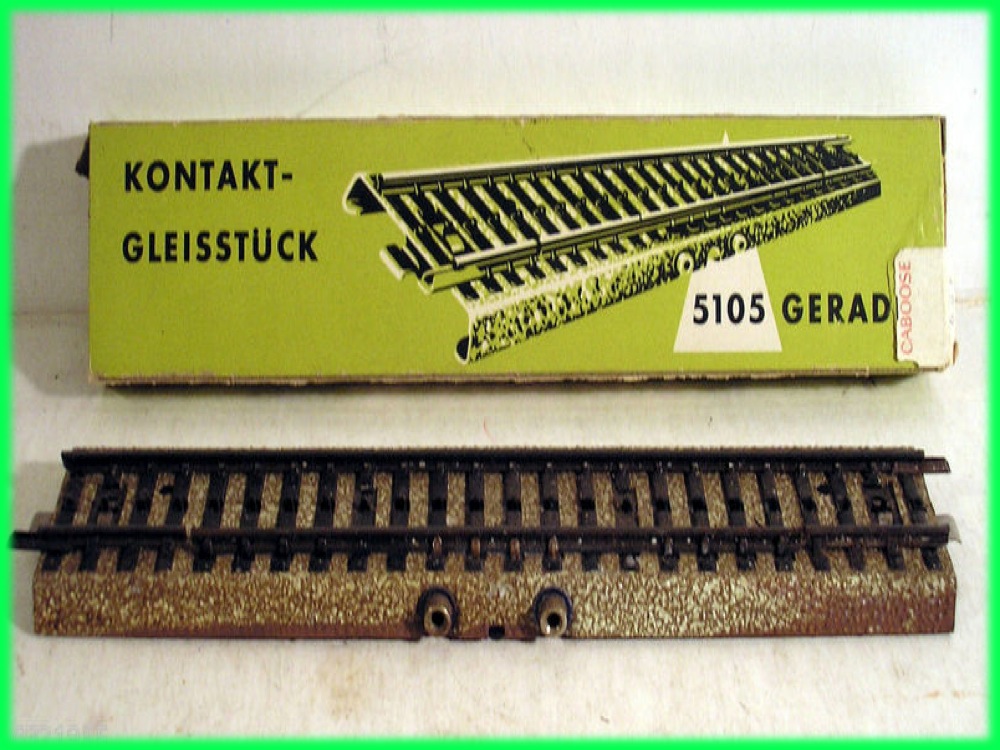 KONTAKT-
GLEISSTÜCK
5105 GERAD
CABOOSE